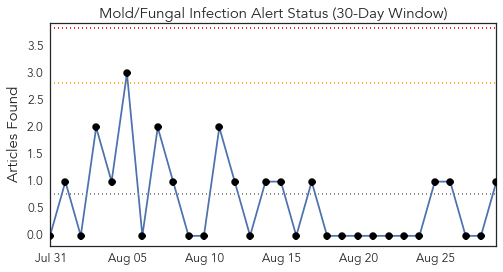 Mold/Fungal Infection Alert Status (30-Day Window)
Articles Found
3.5
3.0
2.5
2.0
1.5
1.0
0.5
0.0
Jul 31 Aug 05 Aug 10 Aug 15 Aug 20 Aug 25